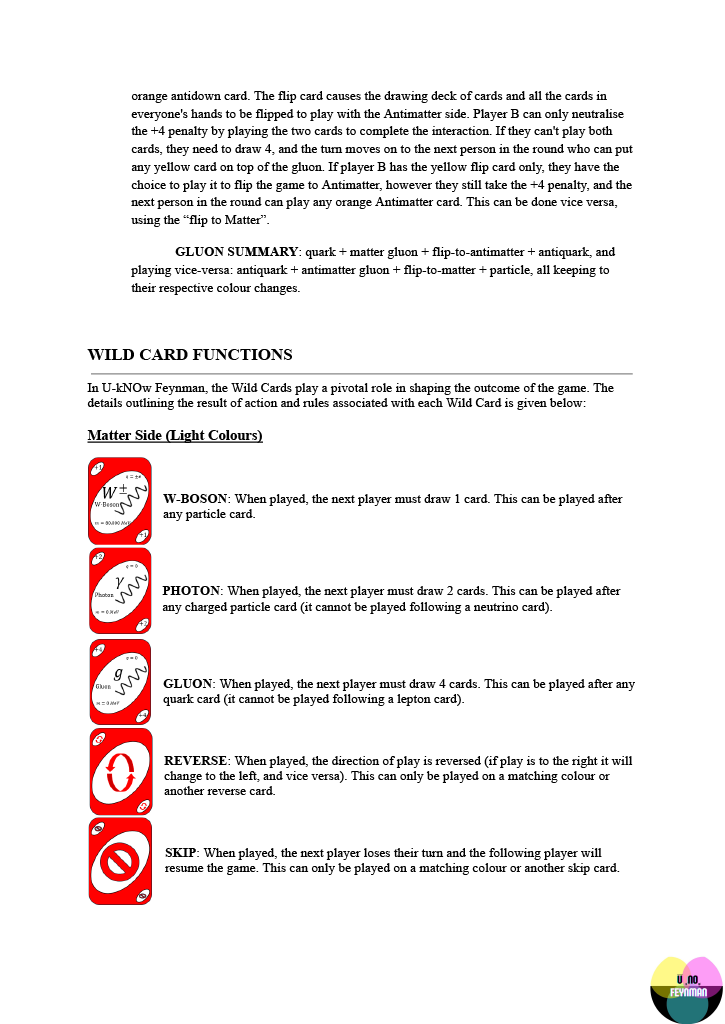 orange antidown card. The flip card causes the drawing deck of cards and all the cards in
everyone's hands to be flipped to play with the Antimatter side. Player B can only neutralise
the +4 penalty by playing the two cards to complete the interaction. If they can't play both
cards, they need to draw 4, and the turn moves on to the next person in the round who can put
any yellow card on top of the gluon. If player B has the yellow flip card only, they have the
choice to play it to flip the game to Antimatter, however they still take the +4 penalty, and the
next person in the round can play any orange Antimatter card. This can be done vice versa,
using the “flip to Matter”.
GLUON SUMMARY: quark + matter gluon + flip-to-antimatter + antiquark, and
playing vice-versa: antiquark + antimatter gluon + flip-to-matter + particle, all keeping to
their respective colour changes.
WILD CARD FUNCTIONS
In U-kNOw Feynman, the Wild Cards play a pivotal role in shaping the outcome of the game. The
details outlining the result of action and rules associated with each Wild Card is given below:
Matter Side (Light Colours)
+1
q = ±e
W±
W-Boson
+1
W-BOSON: When played, the next player must draw 1 card. This can be played after
any particle card.
+2
q = 0
γ
Photon
m = 0 MeV
+2
PHOTON: When played, the next player must draw 2 cards. This can be played after
any charged particle card (it cannot be played following a neutrino card).
+4
q = 0
g
Gluon
m = 0 MeV
+4
GLUON: When played, the next player must draw 4 cards. This can be played after any
quark card (it cannot be played following a lepton card).
REVERSE: When played, the direction of play is reversed (if play is to the right it will
change to the left, and vice versa). This can only be played on a matching colour or
another reverse card.
SKIP: When played, the next player loses their turn and the following player will
resume the game. This can only be played on a matching colour or another skip card.
U no
FEYNMAN